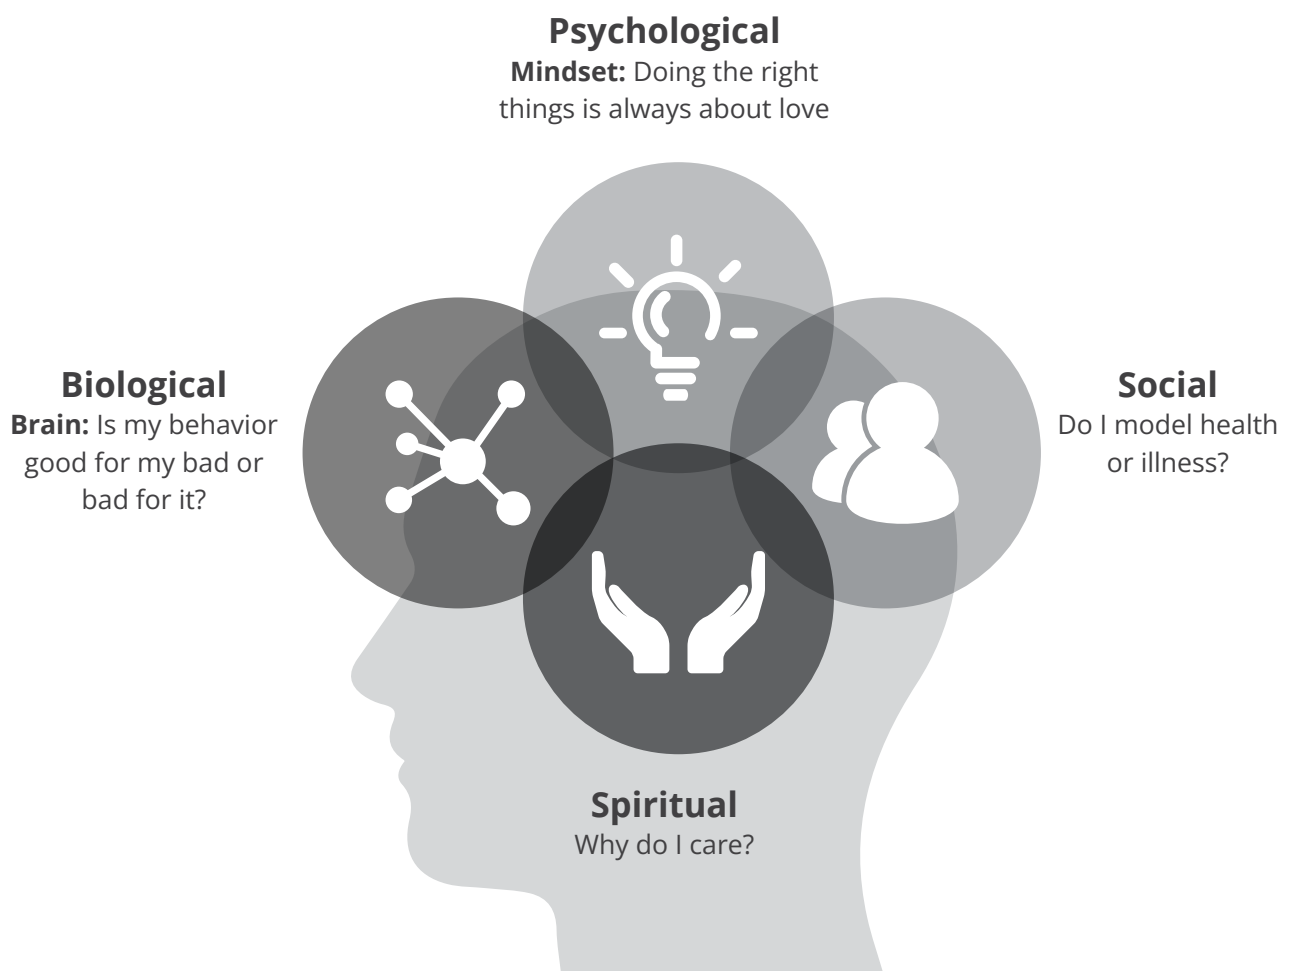 Psychological
Mindset: Doing the right
things is always about love
Biological
Brain: Is my behavior
good for my bad or
bad for it?
Social
Do I model health
or illness?
Spiritual
Why do I care?